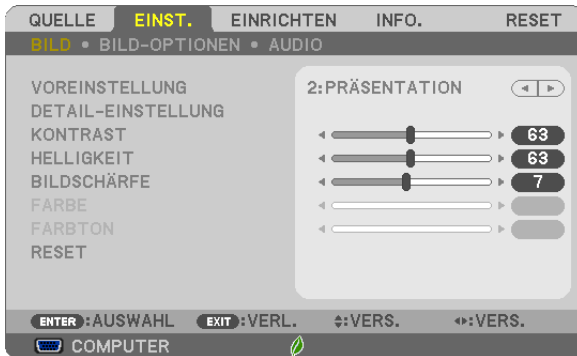 QUELLE EINST. EINRICHTEN INFO. RESET
BILD • BILD-OPTIONEN • AUDIO
VOREINSTELLUNG 2:PRÄSENTATION
DETAIL-EINSTELLUNG
KONTRAST 63
HELLIGKEIT 63
BILDSCHÄRFE 7
FARBE
FARBTON
RESET
ENTER :AUSWAHL EXIT :VERL. :VERS. :VERS.
COMPUTER